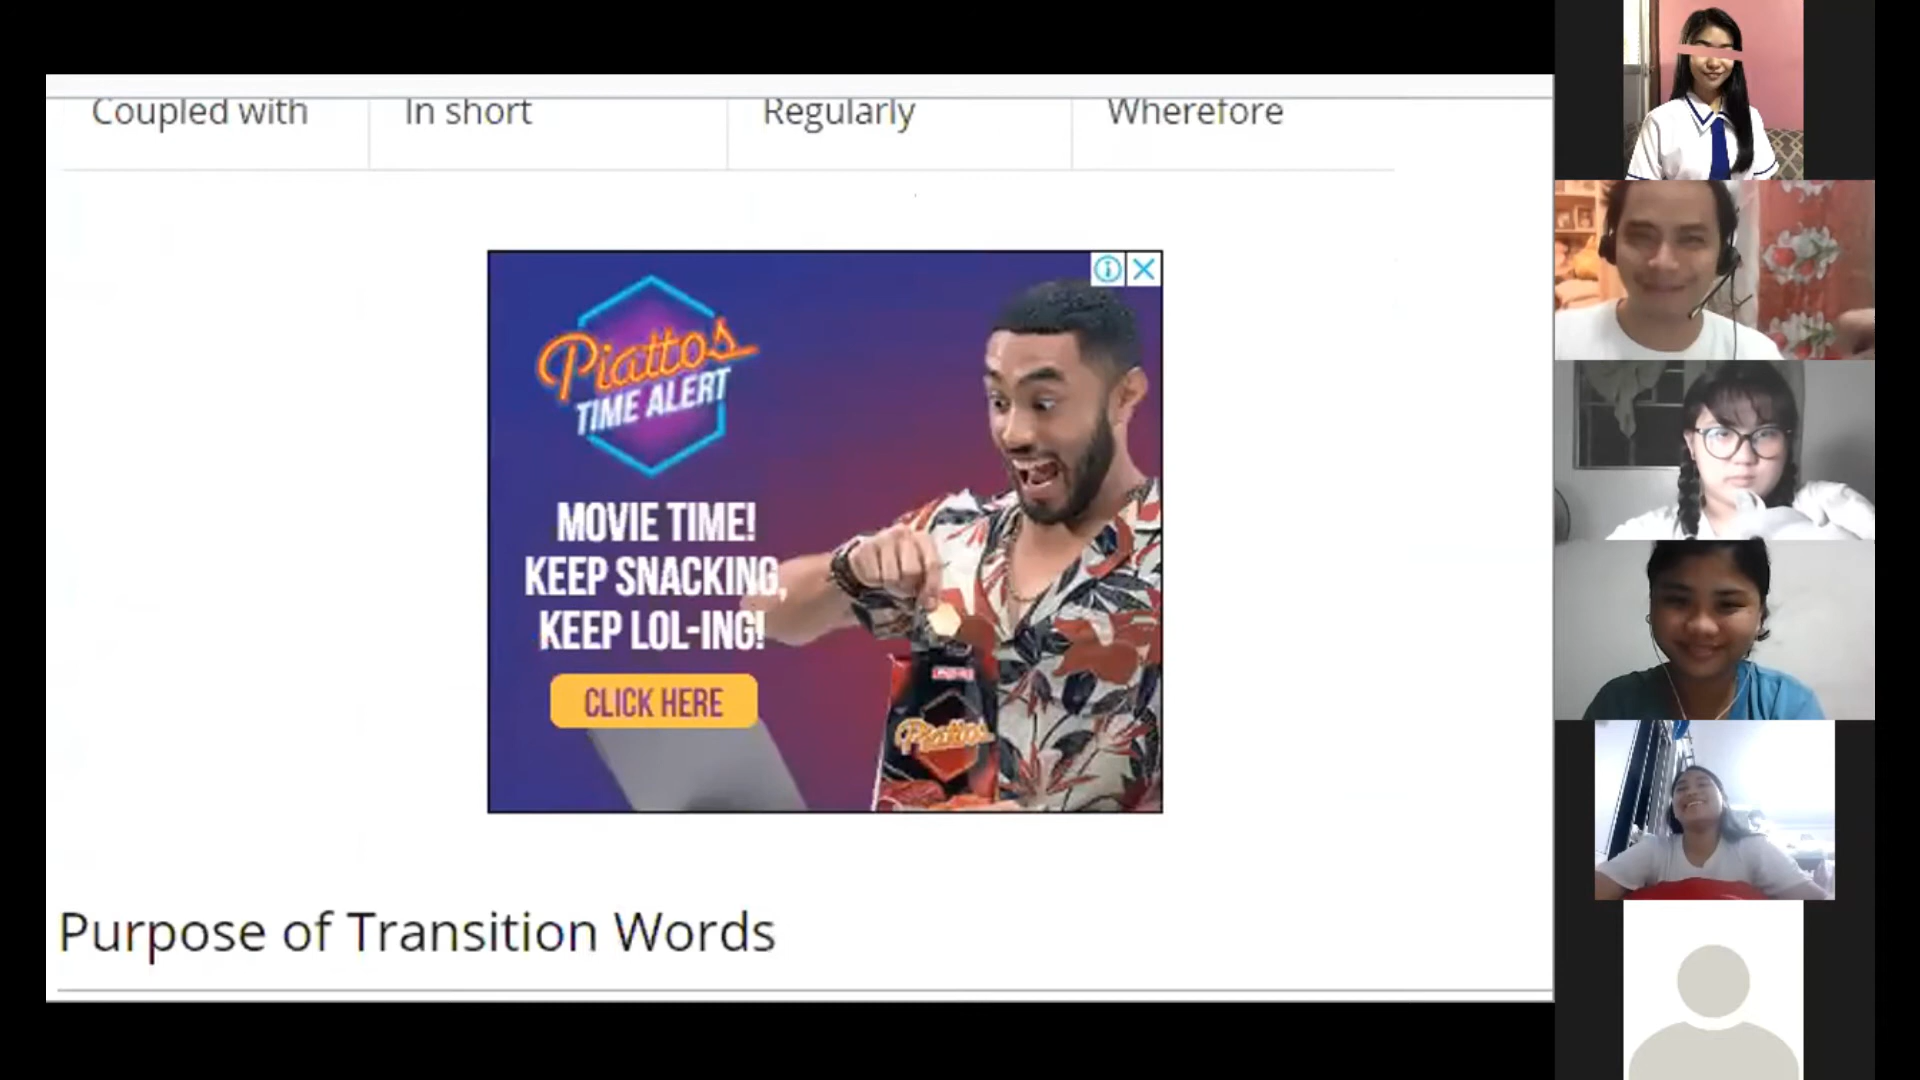 Coupled with In short Regularly Wherefore
Piattos
TIME ALERT
MOVIE TIME!
KEEP SNACKING,
KEEP LOL-ING!
CLICK HERE
Piattos
Purpose of Transition Words